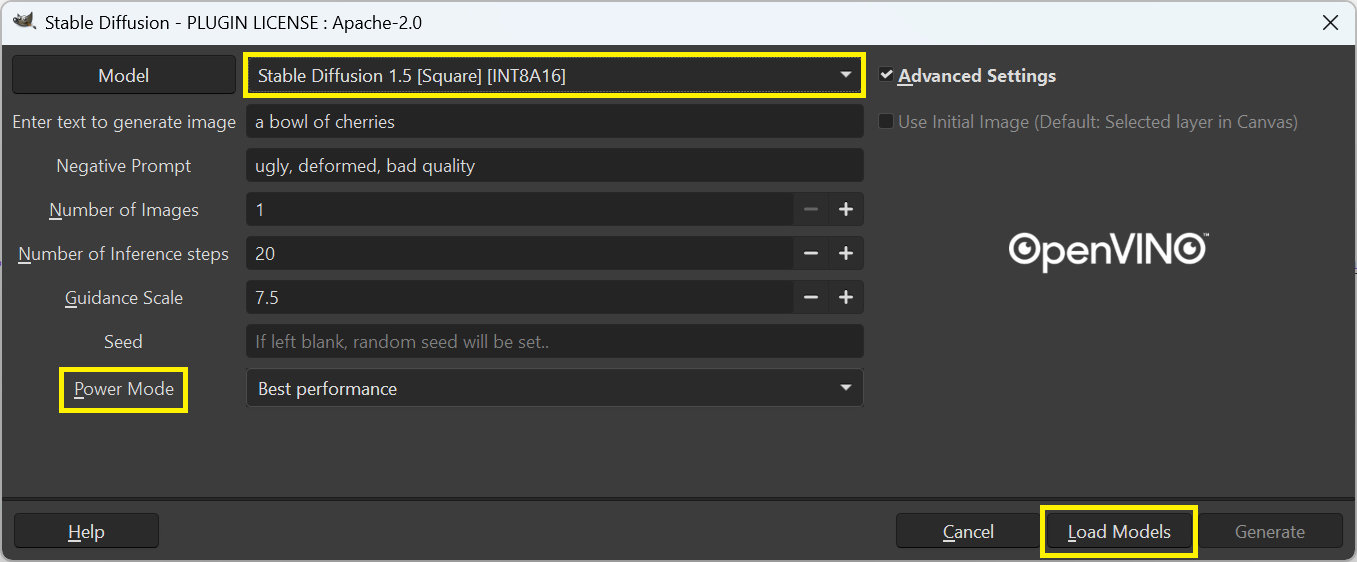 Stable Diffusion - PLUGIN LICENSE : Apache-2.0
Model
Stable Diffusion 1.5 [Square] [INT8A16]
Advanced Settings
Enter text to generate image
a bowl of cherries
Use Initial Image (Default: Selected layer in Canvas)
Negative Prompt
ugly, deformed, bad quality
Number of Images
1
Number of Inference steps
20
OpenVINO™
Guidance Scale
7.5
Seed
If left blank, random seed will be set..
Power Mode
Best performance
Help
Cancel
Load Models
Generate